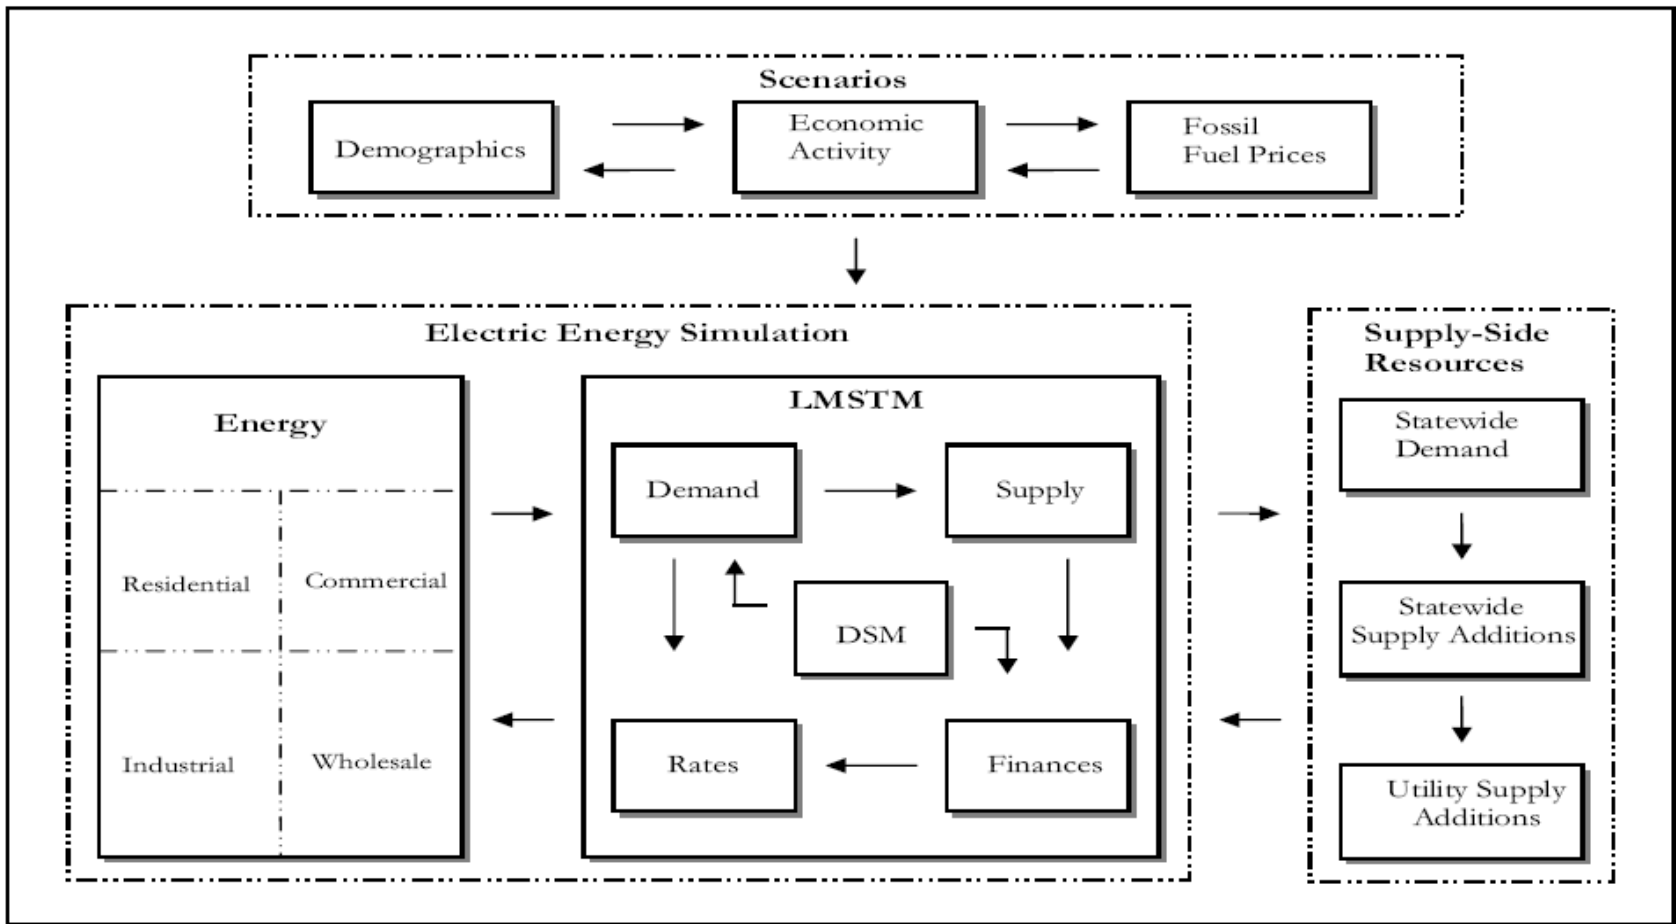 Scenarios
Demographics
Economic
Activity
Fossil
Fuel Prices
Electric Energy Simulation
Energy
Residential
Commercial
Industrial
Wholesale
LMSTM
Demand
Supply
DSM
Rates
Finances
Supply-Side
Resources
Statewide
Demand
Statewide
Supply Additions
Utility Supply
Additions